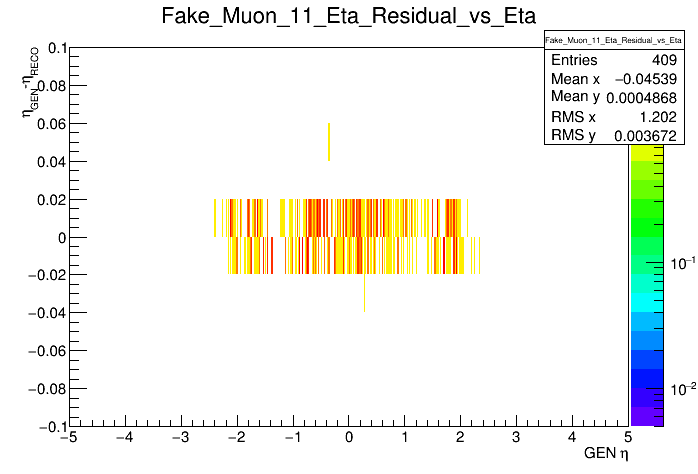 Fake_Muon_11_Eta_Residual_vs_Eta
Fake_Muon_11_Eta_Residual_vs_Eta
Entries 409
Mean x −0.04539
Mean y 0.0004868
RMS x 1.202
RMS y 0.003672
ηGEN-ηRECO
0.1
0.08
0.06
0.04
0.02
0
−0.02
−0.04
−0.06
−0.08
−0.1
10−1
10−2
−5 −4 −3 −2 −1 0 1 2 3 4 5
GEN η